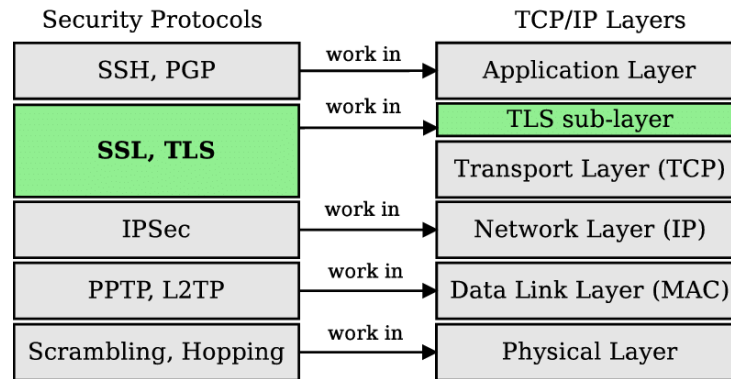 Security Protocols
TCP/IP Layers
SSH, PGP
work in
Application Layer
SSL, TLS
work in
TLS sub-layer
Transport Layer (TCP)
IPSec
work in
Network Layer (IP)
PPTP, L2TP
work in
Data Link Layer (MAC)
Scrambling, Hopping
work in
Physical Layer